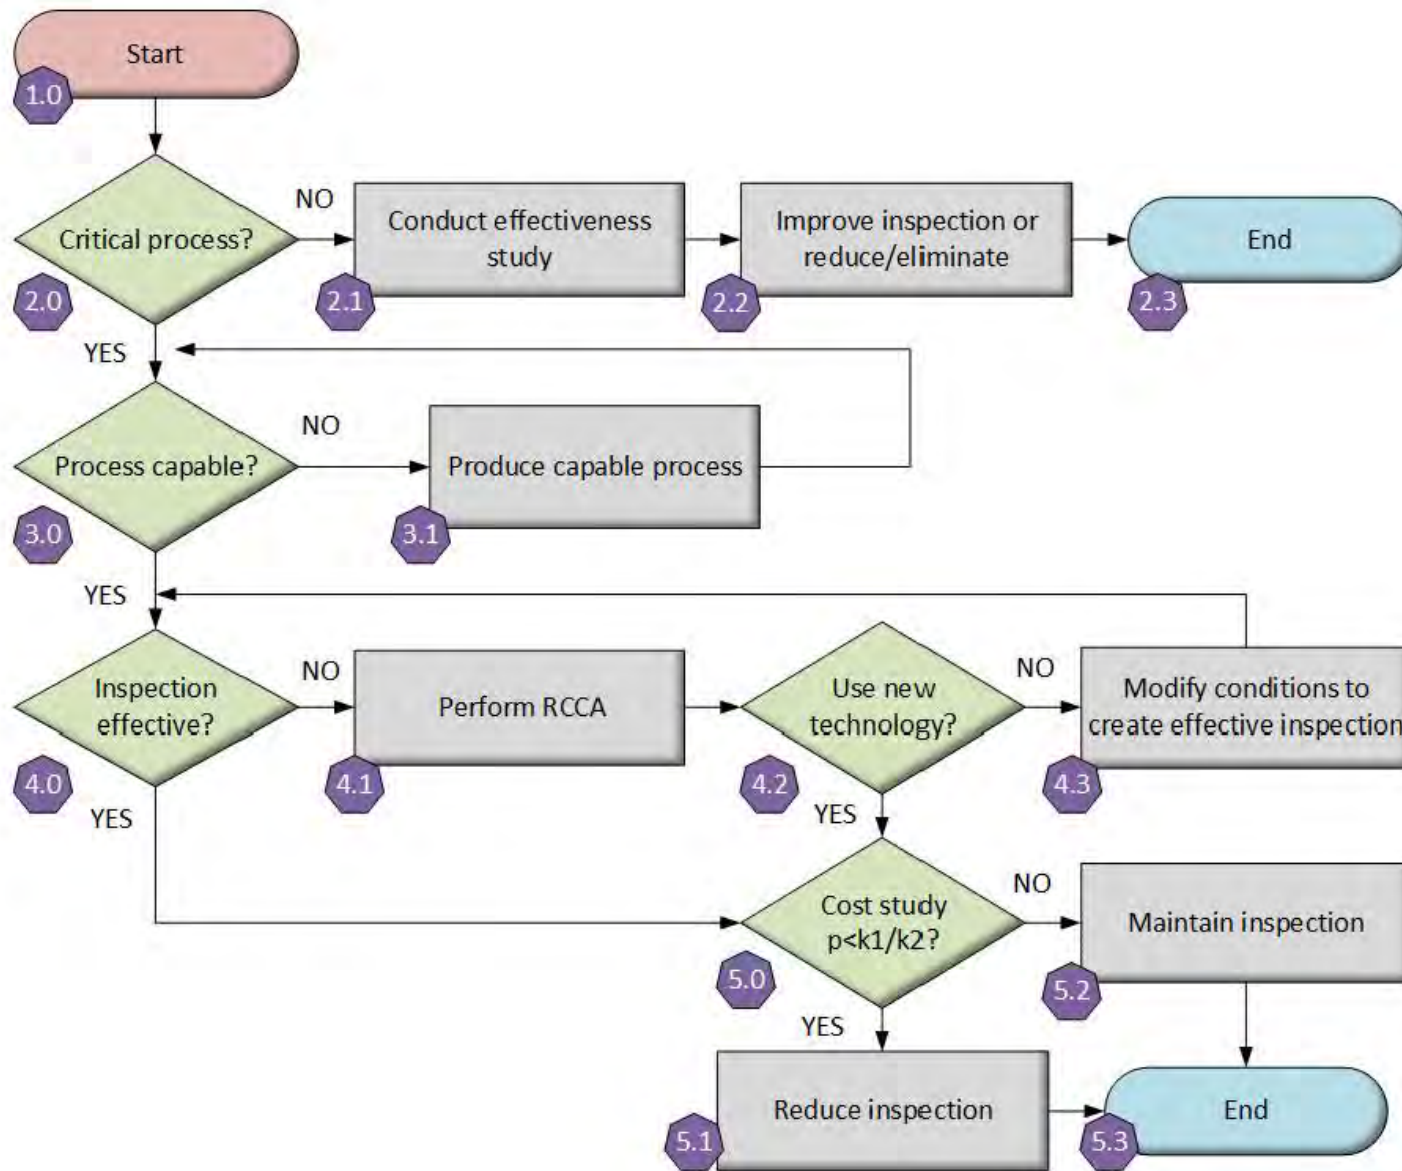 Start
1.0
Critical process?
2.0
NO
Conduct effectiveness
study
2.1
Improve inspection or
reduce/eliminate
2.2
End
2.3
YES
Process capable?
3.0
NO
Produce capable process
3.1
YES
Inspection
effective?
4.0
NO
Perform RCCA
4.1
Use new
technology?
4.2
NO
Modify conditions to
create effective inspection
4.3
YES
YES
Cost study
p<k1/k2?
5.0
NO
Maintain inspection
5.2
YES
Reduce inspection
5.1
End
5.3